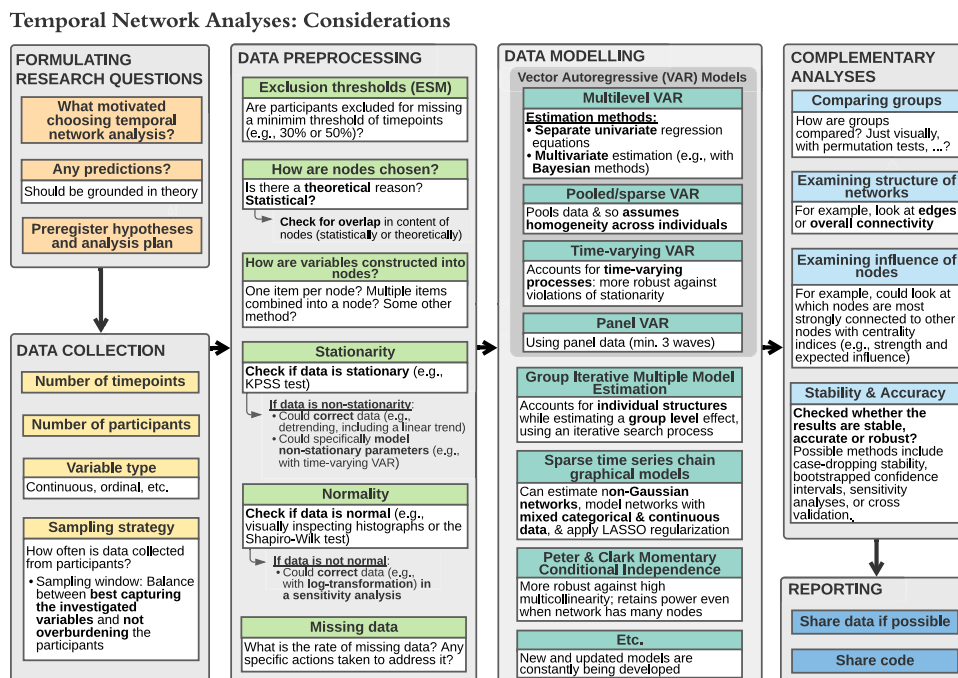 Temporal Network Analyses: Considerations
FORMULATING
RESEARCH QUESTIONS
What motivated
choosing temporal
network analysis?
Any predictions?
Should be grounded in theory
Preregister hypotheses
and analysis plan
DATA COLLECTION
Number of timepoints
Number of participants
Variable type
Continuous, ordinal, etc.
Sampling strategy
How often is data collected
from participants?
• Sampling window: Balance
between best capturing
the investigated
variables and not
overburdening the
participants
DATA PREPROCESSING
Exclusion thresholds (ESM)
Are participants excluded for missing
a minimim threshold of timepoints
(e.g., 30% or 50%)?
How are nodes chosen?
Is there a theoretical reason?
Statistical?
Check for overlap in content of
nodes (statistically or theoretically)
How are variables constructed into
nodes?
One item per node? Multiple items
combined into a node? Some other
method?
Stationarity
Check if data is stationary (e.g.,
KPSS test)
If data is non-stationarity:
• Could correct data (e.g.,
detrending, including a linear trend)
• Could specifically model
non-stationary parameters (e.g.,
with time-varying VAR)
Normality
Check if data is normal (e.g.,
visually inspecting histographs or the
Shapiro-Wilk test)
If data is not normal:
• Could correct data (e.g.,
with log-transformation) in
a sensitivity analysis
Missing data
What is the rate of missing data? Any
specific actions taken to address it?
DATA MODELLING
Vector Autoregressive (VAR) Models
Multilevel VAR
Estimation methods:
• Separate univariate regression
equations
• Multivariate estimation (e.g., with
Bayesian methods)
Pooled/sparse VAR
Pools data & so assumes
homogeneity across individuals
Time-varying VAR
Accounts for time-varying
processes: more robust against
violations of stationarity
Panel VAR
Using panel data (min. 3 waves)
Group Iterative Multiple Model
Estimation
Accounts for individual structures
while estimating a group level effect,
using an iterative search process
Sparse time series chain
graphical models
Can estimate non-Gaussian
networks, model networks with
mixed categorical & continuous
data, & apply LASSO regularization
Peter & Clark Momentary
Conditional Independence
More robust against high
multicollinearity; retains power even
when network has many nodes
Etc.
New and updated models are
constantly being developed
COMPLEMENTARY
ANALYSES
Comparing groups
How are groups
compared? Just visually,
with permutation tests, ...?
Examining structure of
networks
For example, look at edges
or overall connectivity
Examining influence of
nodes
For example, could look at
which nodes are most
strongly connected to other
nodes with centrality
indices (e.g., strength and
expected influence)
Stability & Accuracy
Checked whether the
results are stable,
accurate or robust?
Possible methods include
case-dropping stability,
bootstrapped confidence
intervals, sensitivity
analyses, or cross
validation.
REPORTING
Share data if possible
Share code